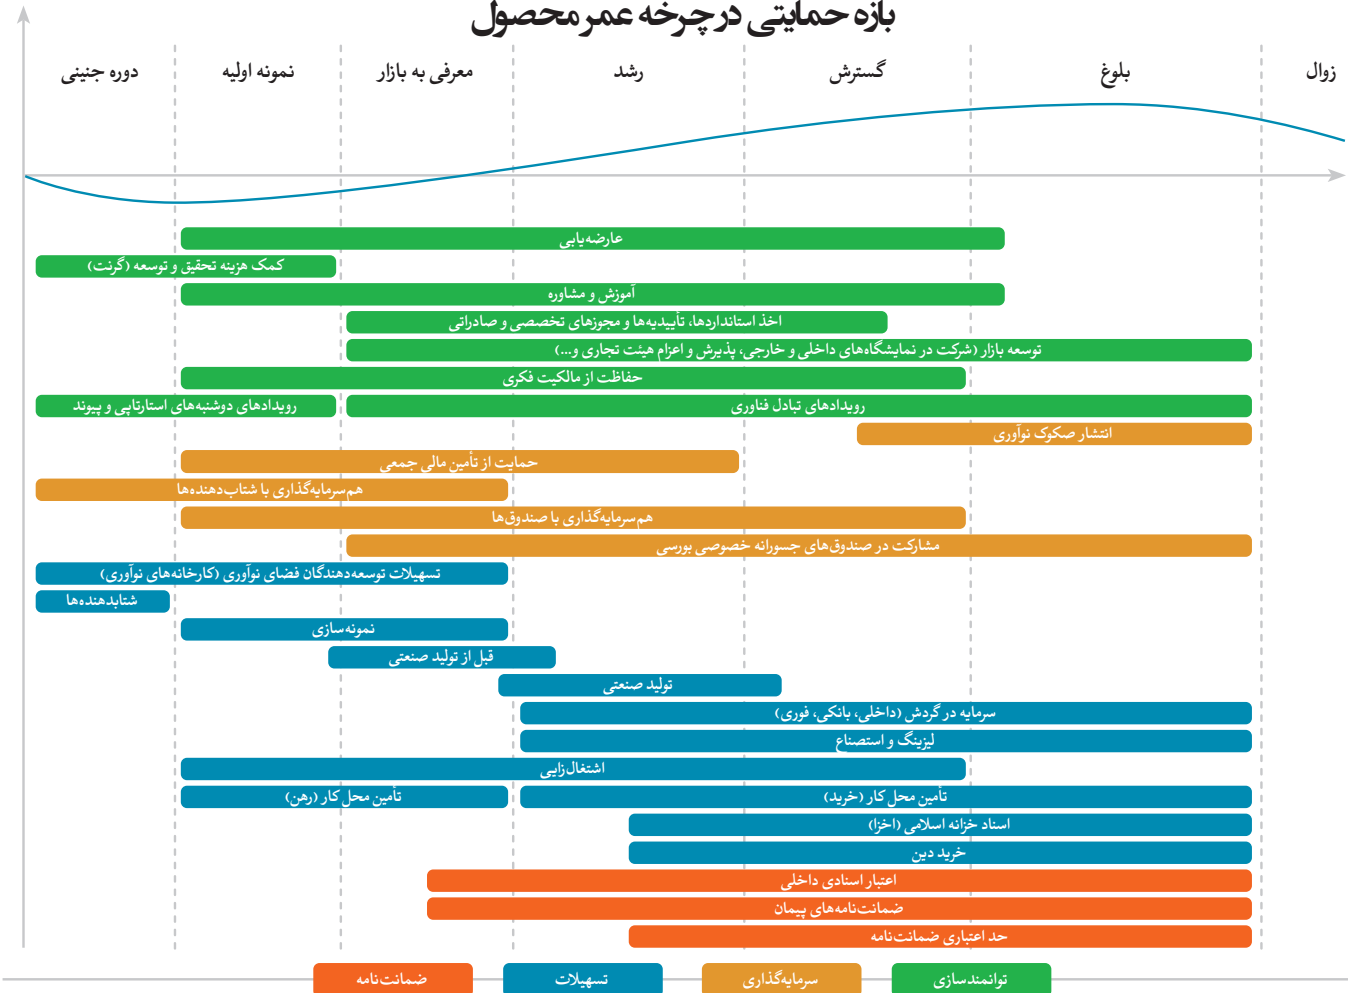 بازه حمایتی در چرخه عمر محصول
دوره جنینی
نمونه اولیه
معرفی به بازار
رشد
گسترش
بلوغ
زوال
عارضه‌یابی
کمک هزینه تحقیق و توسعه (گرنت)
آموزش و مشاوره
اخذ استانداردها، تأییدیه‌ها و مجوزهای تخصصی و صادراتی
توسعه بازار (شرکت در نمایشگاه‌های داخلی و خارجی، پذیرش و اعزام هیئت تجاری و...)
حفاظت از مالکیت فکری
رویدادهای دوشنبه‌های استارتاپی و پیوند
رویدادهای تبادل فناوری
انتشار صکوک نوآوری
حمایت از تأمین مالی جمعی
هم‌سرمایه‌گذاری با شتاب‌دهنده‌ها
هم‌سرمایه‌گذاری با صندوق‌ها
مشارکت در صندوق‌های جسورانه خصوصی بورسی
تسهیلات توسعه‌دهندگان فضای نوآوری (کارخانه‌های نوآوری)
شتابدهنده‌ها
نمونه‌سازی
قبل از تولید صنعتی
تولید صنعتی
سرمایه در گردش (داخلی، بانکی، فوری)
لیزینگ و استصناع
اشتغال‌زایی
تأمین محل کار (رهن)
تأمین محل کار (خرید)
اسناد خزانه اسلامی (اخزا)
خرید دین
اعتبار اسنادی داخلی
ضمانت‌نامه‌های پیمان
حد اعتباری ضمانت‌نامه
توانمندسازی
سرمایه‌گذاری
تسهیلات
ضمانت‌نامه